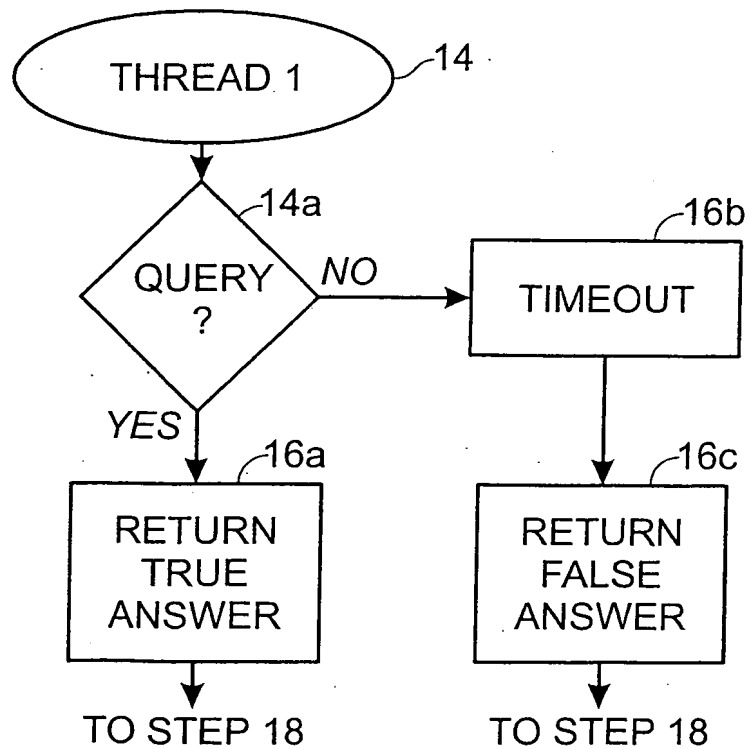 THREAD 1
14
14a
QUERY
?
NO
16b
TIMEOUT
YES
16a
RETURN
TRUE
ANSWER
16c
RETURN
FALSE
ANSWER
TO STEP 18
TO STEP 18